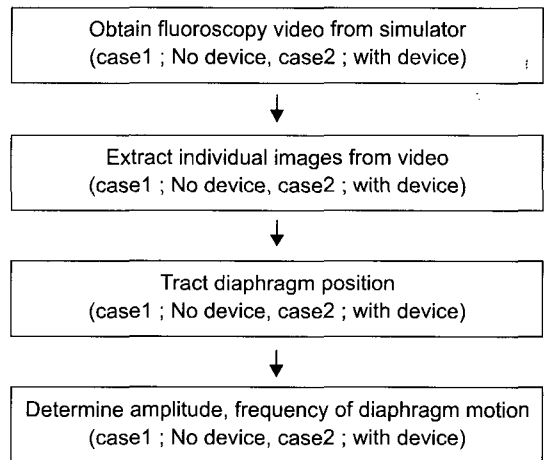 Obtain fluoroscopy video from simulator
(case1 ; No device, case2 ; with device)
Extract individual images from video
(case1 ; No device, case2 ; with device)
Tract diaphragm position
(case1 ; No device, case2 ; with device)
Determine amplitude, frequency of diaphragm motion
(case1 ; No device, case2 ; with device)